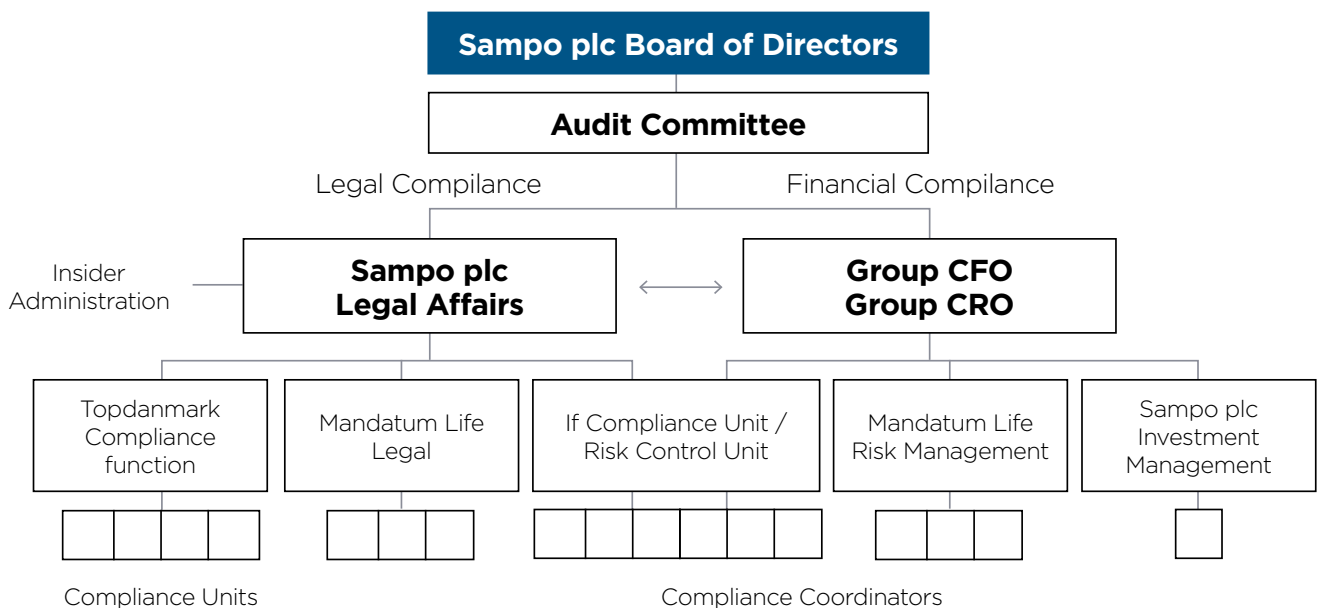 Sampo plc Board of Directors
Audit Committee
Legal Compilance
Financial Compilance
Insider
Administration
Sampo plc
Legal Affairs
Group CFO
Group CRO
Topdanmark
Compliance
function
Mandatum Life
Legal
If Compliance Unit /
Risk Control Unit
Mandatum Life
Risk Management
Sampo plc
Investment
Management
Compliance Units
Compliance Coordinators